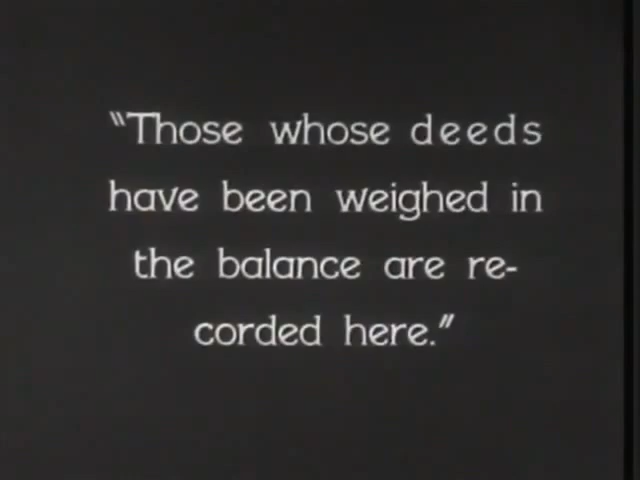 "Those whose deeds
have been weighed in
the balance are re-
corded here."